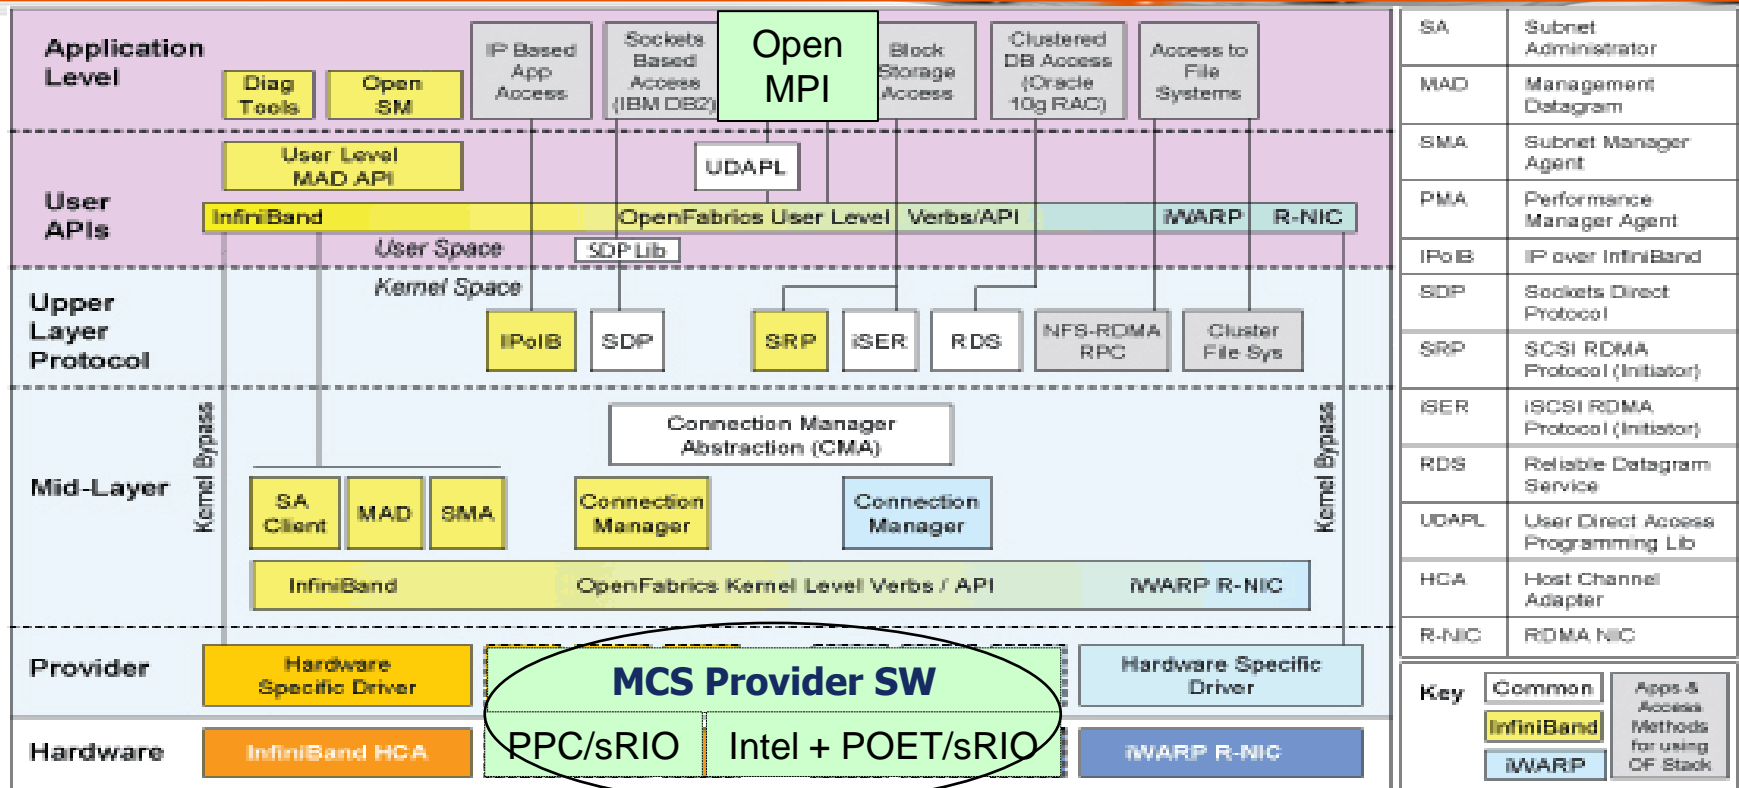 Application
Level
Diag
Tools
Open
SM
IP Based
App
Access
Sockets
Based
Access
(IBM DB2)
Open
MPI
Block
Storage
Access
Clustered
DB Access
(Oracle
10g RAC)
Access to
File
Systems
User
APIs
User Level
MAD API
UDAPL
InfiniBand
OpenFabrics User Level Verbs/API
iWARP R-NIC
User Space
SDP Lib
Kernel Space
Upper
Layer
Protocol
IPoIB
SDP
SRP
iSER
RDS
NFS-RDMA
RPC
Cluster
File Sys
Mid-Layer
Kernel Bypass
Connection Manager
Abstraction (CMA)
Kernel Bypass
SA
Client
MAD
SMA
Connection
Manager
Connection
Manager
InfiniBand
OpenFabrics Kernel Level Verbs / API
iWARP R-NIC
Provider
Hardware
Specific Driver
MCS Provider SW
Hardware Specific
Driver
Hardware
InfiniBand HCA
PPC/sRIO
Intel + POET/sRIO
iWARP R-NIC
SA Subnet
Administrator
MAD Management
Datagram
SMA Subnet Manager
Agent
PMA Performance
Manager Agent
IPoIB IP over InfiniBand
SDP Sockets Direct
Protocol
SRP SCSI RDMA
Protocol (Initiator)
iSER iSCSI RDMA
Protocol (Initiator)
RDS Reliable Datagram
Service
UDAPL User Direct Access
Programming Lib
HCA Host Channel
Adapter
R-NIC RDMA NIC
Key
Common
InfiniBand
iWARP
Apps &
Access
Methods
for using
OF Stack